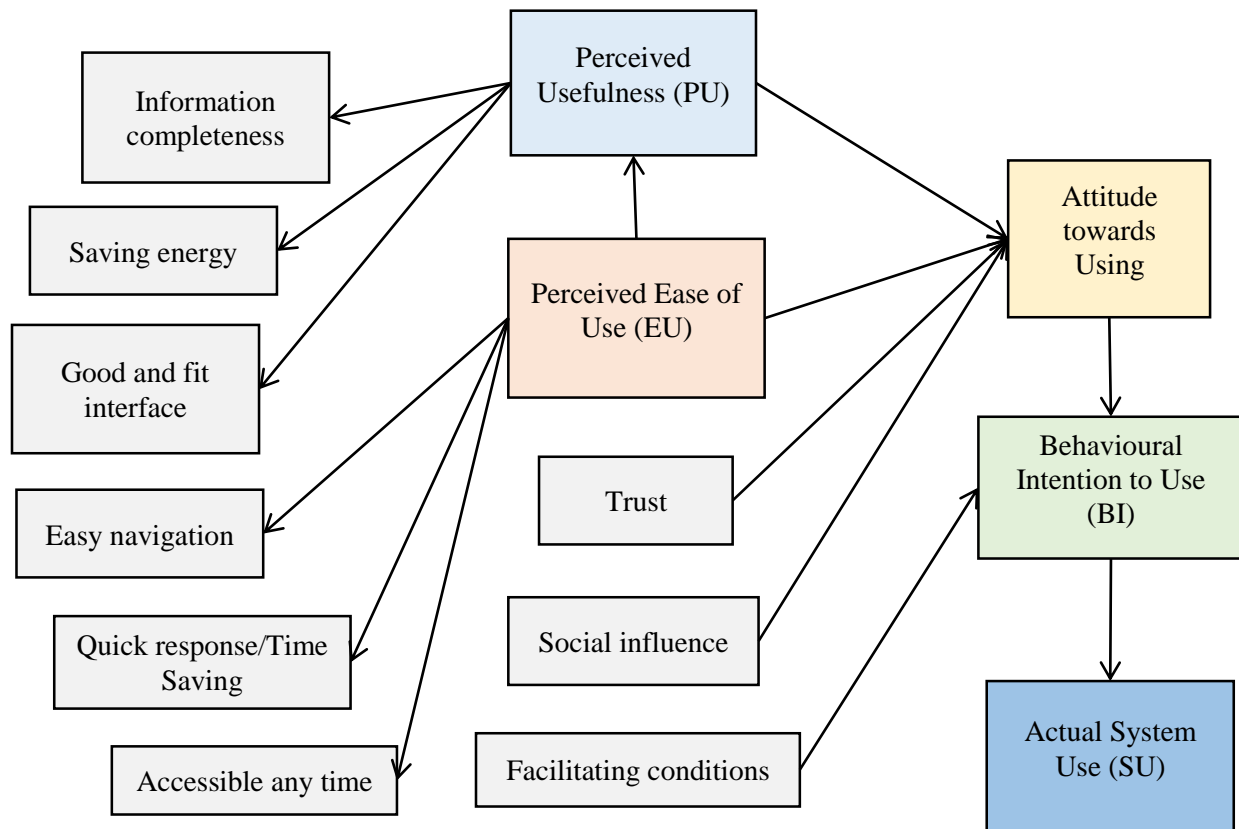 Perceived
Usefulness (PU)
Information
completeness
Attitude
towards
Using
Saving energy
Perceived Ease of
Use (EU)
Good and fit
interface
Behavioural
Intention to Use
(BI)
Trust
Easy navigation
Quick response/Time
Saving
Social influence
Actual System
Use (SU)
Accessible any time
Facilitating conditions